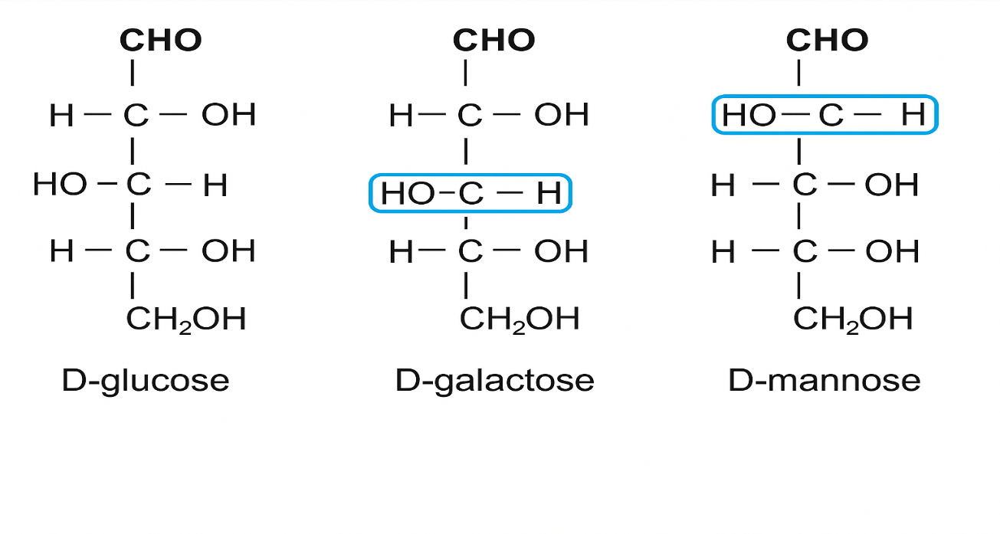 CHO CHO CHO
H — C — OH H — C — OH HO — C — H
HO – C — H HO – C — H H — C — OH
H — C — OH H — C — OH H — C — OH
CH₂OH CH₂OH CH₂OH
D-glucose D-galactose D-mannose